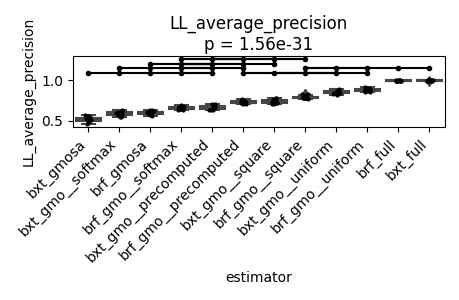 LL_average_precision
p = 1.56e-31
LL_average_precision
1.0
0.5
bxt_gmosa
bxt_gmo__softmax
brf_gmosa
brf_gmo__softmax
bxt_gmo__precomputed
brf_gmo__precomputed
bxt_gmo__square
brf_gmo__square
bxt_gmo__uniform
brf_gmo__uniform
brf_full
bxt_full
estimator